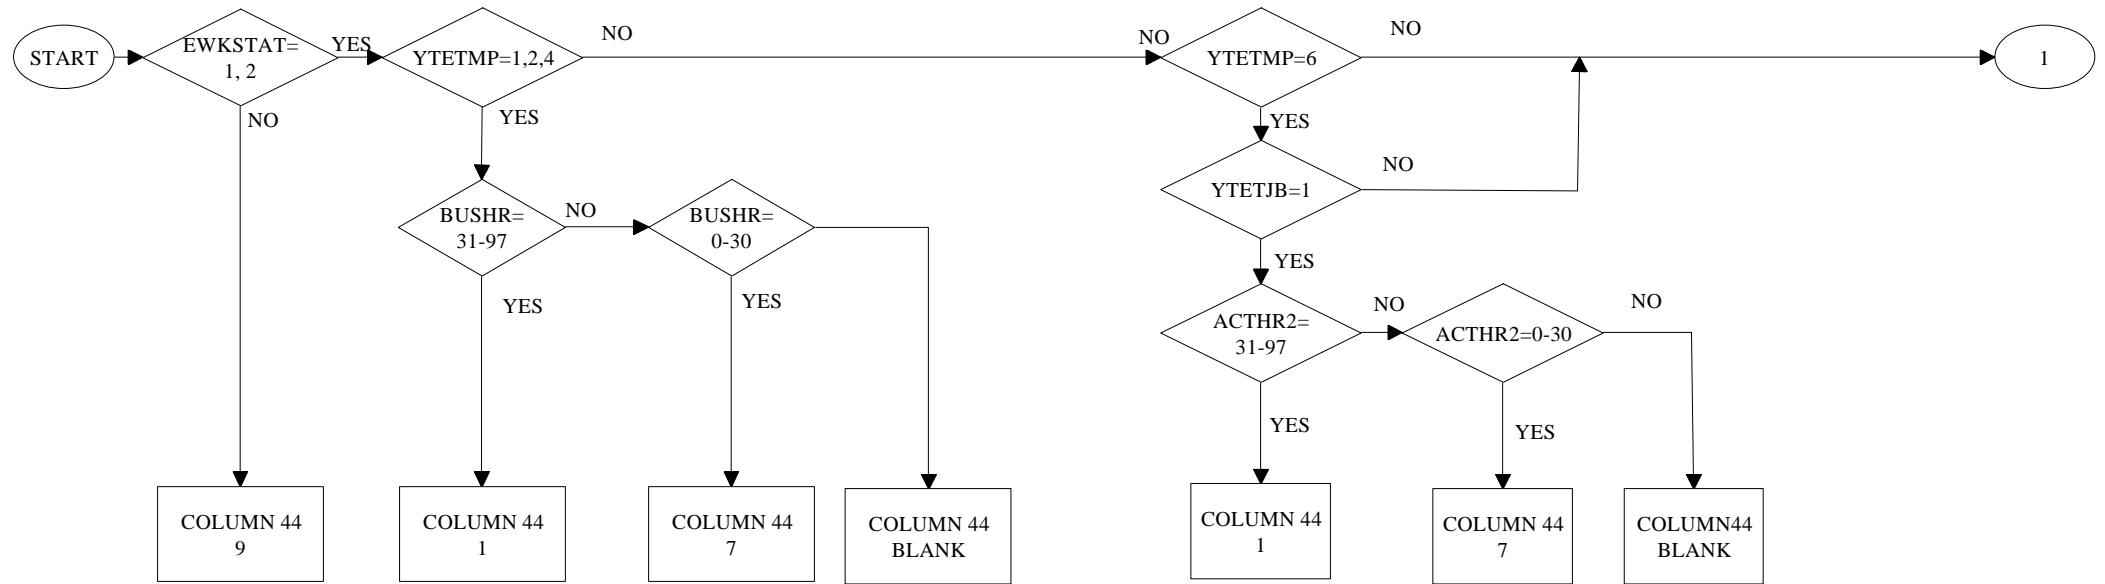 START
EWKSTAT=
1, 2
YES
YTETMP=1,2,4
NO
NO
YTETMP=6
NO
1
NO
YES
YES
YTETJB=1
NO
BUSHR=
31-97
NO
BUSHR=
0-30
YES
YES
YES
ACTHR2=
31-97
NO
ACTHR2=0-30
NO
YES
YES
COLUMN 44
9
COLUMN 44
1
COLUMN 44
7
COLUMN 44
BLANK
COLUMN 44
1
COLUMN 44
7
COLUMN44
BLANK